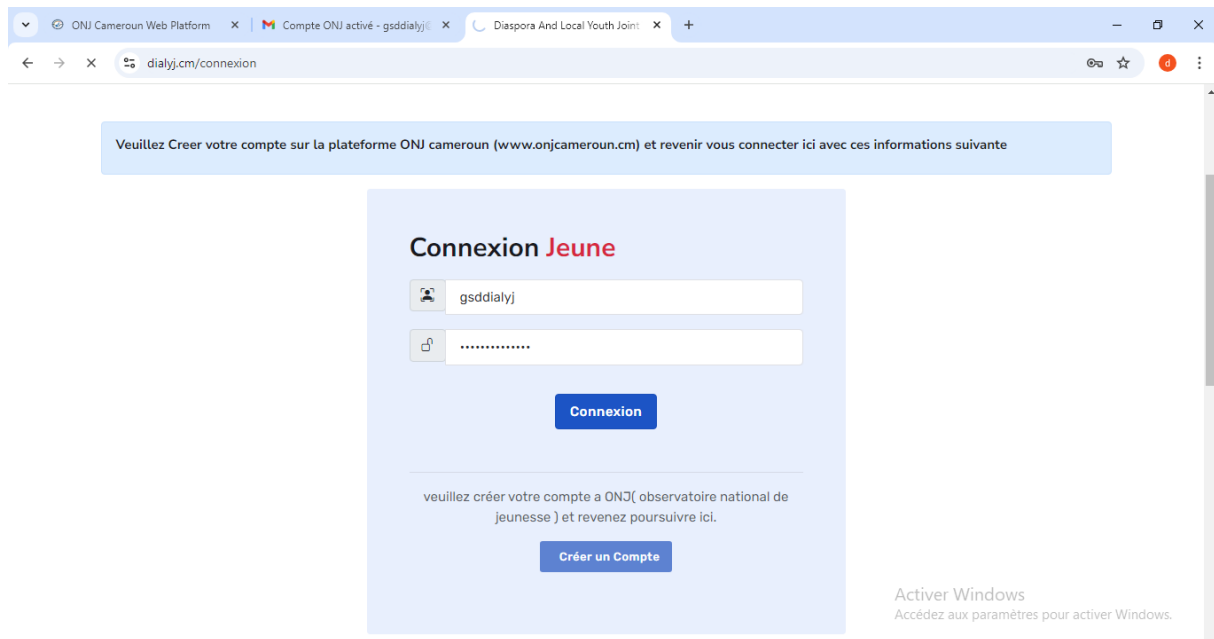 ONJ Cameroun Web Platform
Compte ONJ activé - gsddialyj
Diaspora And Local Youth Joint
dialyj.cm/connexion
d
Veuillez Creer votre compte sur la plateforme ONJ cameroun (www.onjcameroun.cm) et revenir vous connecter ici avec ces informations suivante
Connexion Jeune
gsddialyj
••••••••••••••
Connexion
veuillez créer votre compte a ONJ( observatoire national de
jeunesse ) et revenez poursuivre ici.
Créer un Compte
Activer Windows
Accédez aux paramètres pour activer Windows.